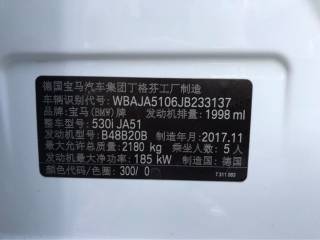 德国宝马汽车集团丁格芬工厂制造
车辆识别代号: WBAJA5106JB233137
品牌: 宝马(BMW)牌 发动机排量: 1998 ml
型号: 530i JA51
发动机型号: B48B20B 制造年月: 2017.11
最大允许总质量: 2180 kg 乘坐人数: 5 人
发动机最大净功率: 185 kW 制造国: 德国
颜色代码/色圈: 300/ 0